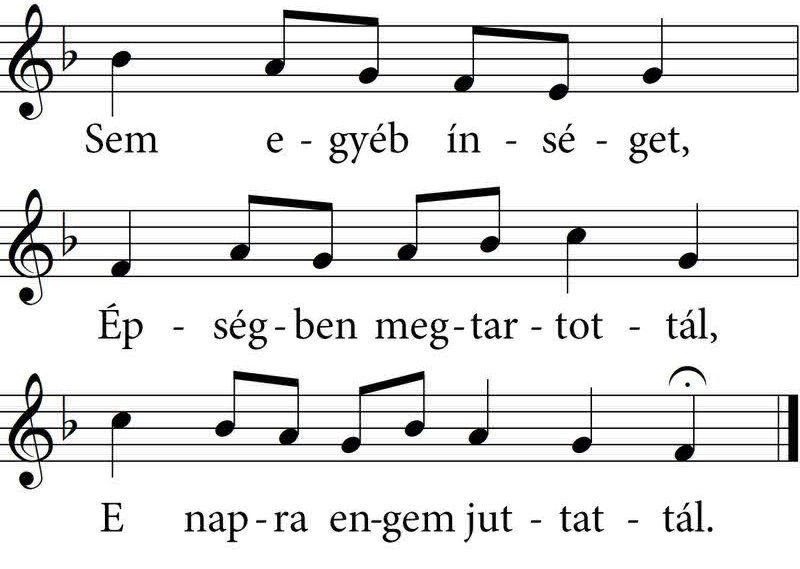 Sem e - gyéb ín - sé - get,
Ép - ség - ben meg - tar - tot - tál,
E nap - ra en - gem jut - tat - tál.